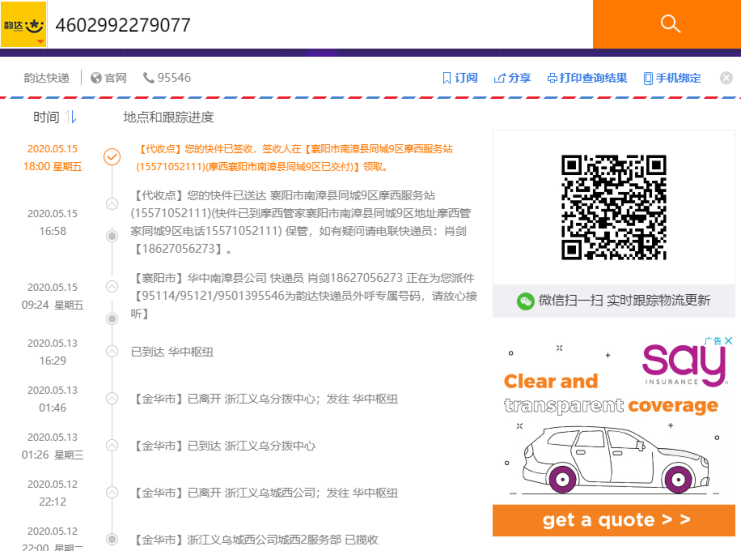 韵达
4602992279077
韵达快递
官网
95546
订阅
分享
打印查询结果
手机绑定
时间
地点和跟踪进度
2020.05.15
18:00 星期五
【代收点】您的快件已签收，签收人在【襄阳市南漳县同城9区摩西服务站
(15571052111)(摩西襄阳市南漳县同城9区已交付)】领取。
2020.05.15
16:58
【代收点】您的快件已送达 襄阳市南漳县同城9区摩西服务站
(15571052111)(快件已到摩西管家襄阳市南漳县同城9区地址摩西管
家同城9区电话15571052111) 保管，如有疑问请电联快递员：肖剑
【18627056273】。
2020.05.15
09:24 星期五
【襄阳市】华中南漳县公司 快递员 肖剑18627056273 正在为您派件
【95114/95121/9501395546为韵达快递员外呼专属号码，请放心接
听】
2020.05.13
16:29
已到达 华中枢纽
2020.05.13
01:46
【金华市】已离开 浙江义乌分拨中心；发往 华中枢纽
2020.05.13
01:26 星期三
【金华市】已到达 浙江义乌分拨中心
2020.05.12
22:12
【金华市】已离开 浙江义乌城西公司；发往 华中枢纽
2020.05.12
22:00 星期二
【金华市】浙江义乌城西公司城西2服务部 已揽收
微信扫一扫 实时跟踪物流更新
广告
say
INSURANCE
Clear and
transparent coverage
get a quote > >